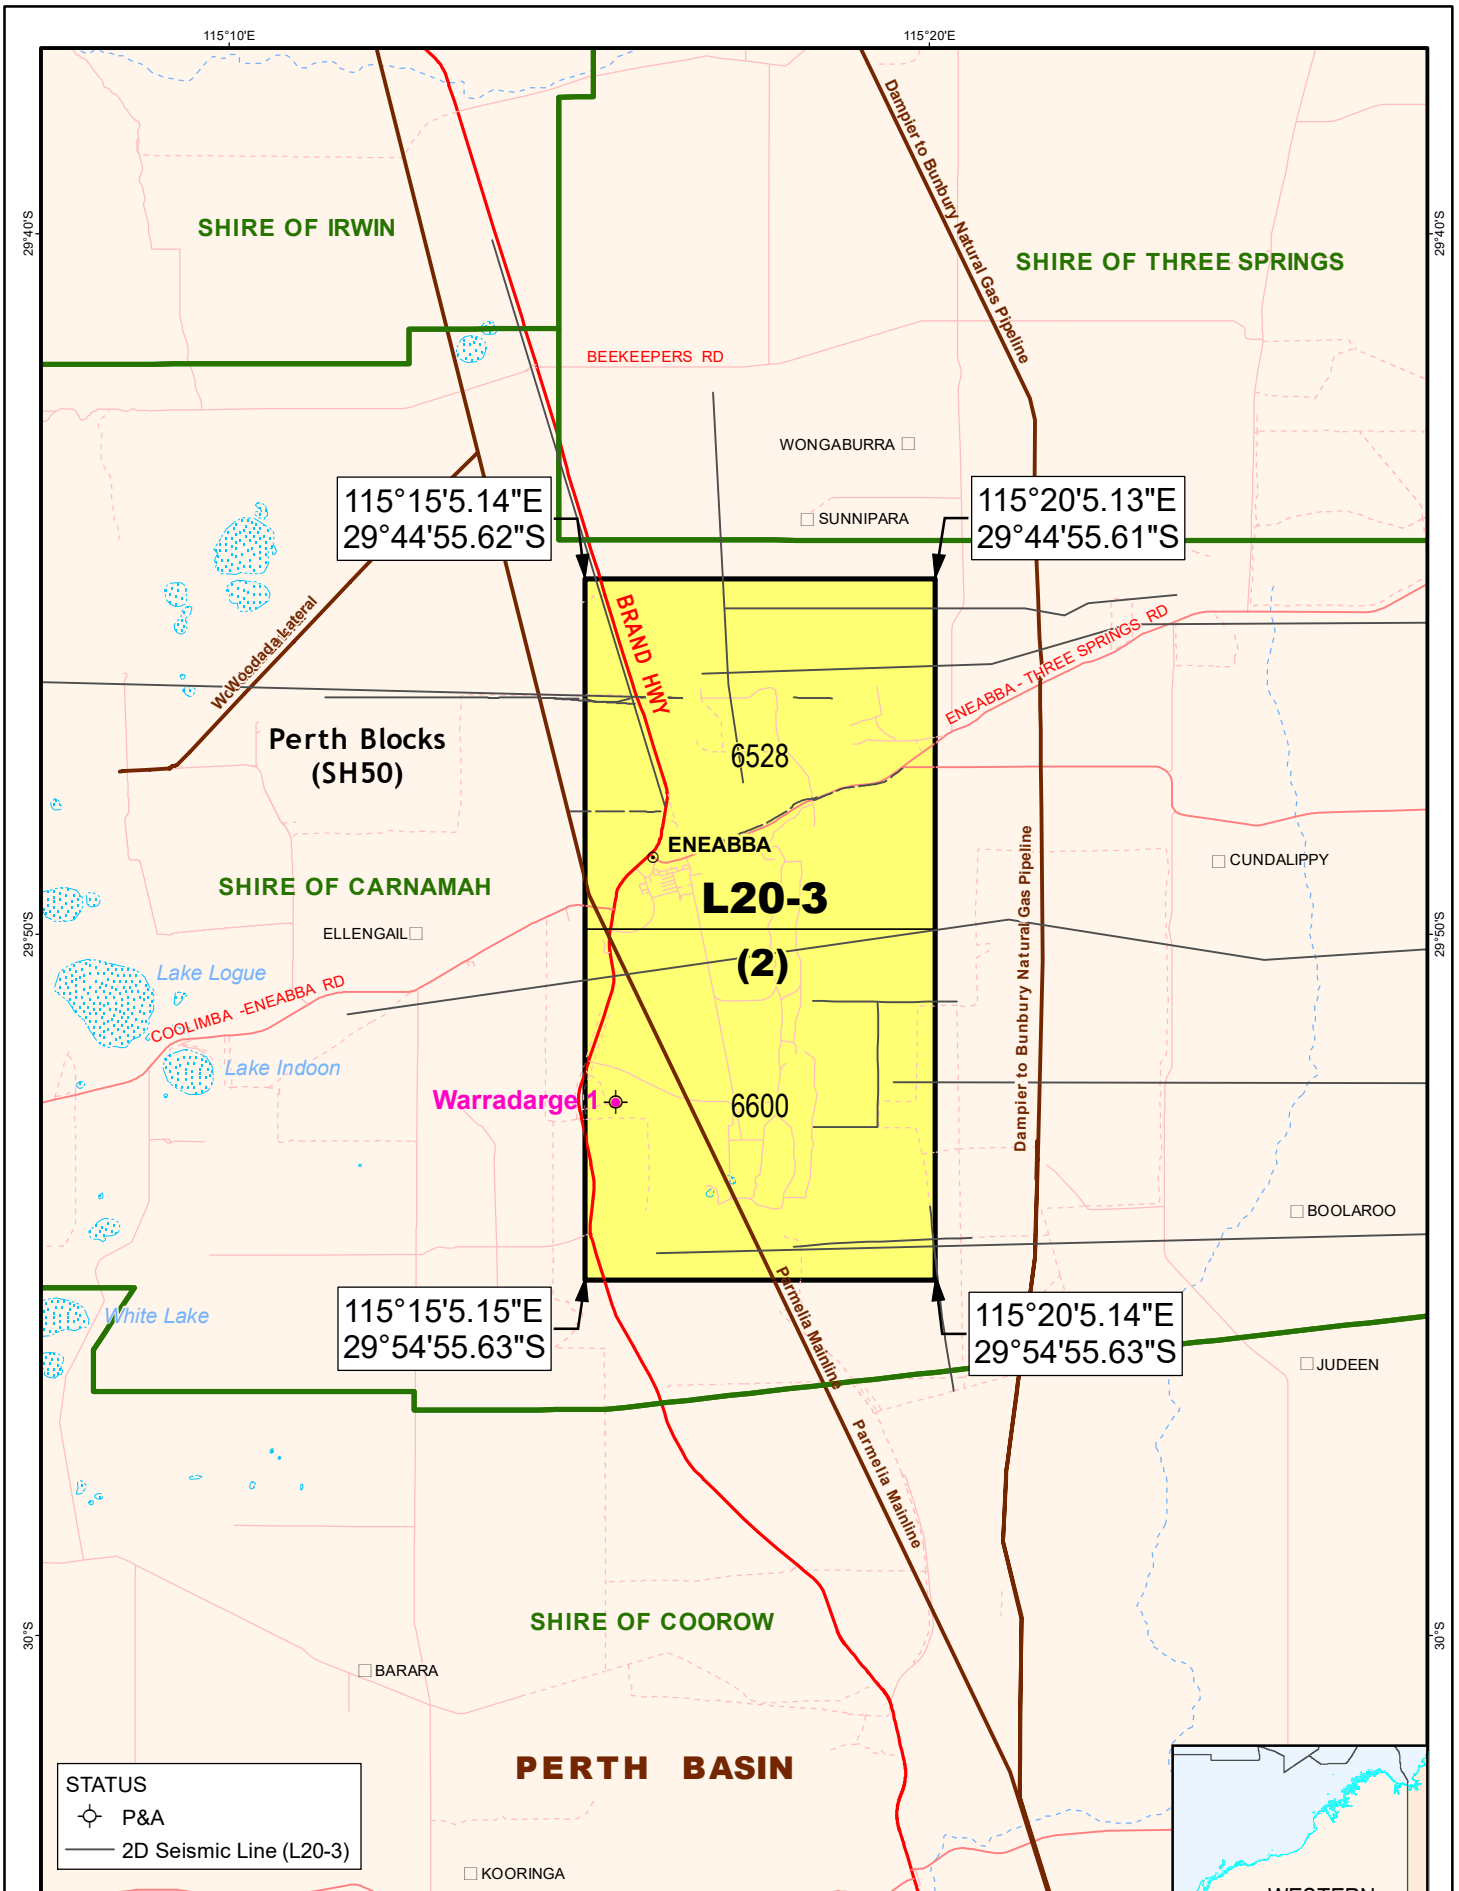 115°10'E
115°20'E
29°40'S
29°40'S
SHIRE OF IRWIN
Dampier to Bunbury Natural Gas Pipeline
SHIRE OF THREE SPRINGS
BEEKEEPERS RD
WONGABURRA
115°15'5.14"E
29°44'55.62"S
SUNNIPARA
115°20'5.13"E
29°44'55.61"S
BRAND HWY
Woodada Lateral
ENEABBA - THREE SPRINGS RD
Perth Blocks
(SH50)
6528
ENEABBA
CUNDALIPPY
SHIRE OF CARNAMAH
L20-3
(2)
ELLENGAIL
29°50'S
29°50'S
Lake Logue
COOLIMBA -ENEABBA RD
Lake Indoon
Dampier to Bunbury Natural Gas Pipeline
Warradarge 1
6600
BOOLAROO
White Lake
115°15'5.15"E
29°54'55.63"S
Parmelia Mainline
115°20'5.14"E
29°54'55.63"S
JUDEEN
Parmelia Mainline
SHIRE OF COOROW
30°S
30°S
BARARA
PERTH BASIN
STATUS
P&A
2D Seismic Line (L20-3)
KOORINGA
WESTERN